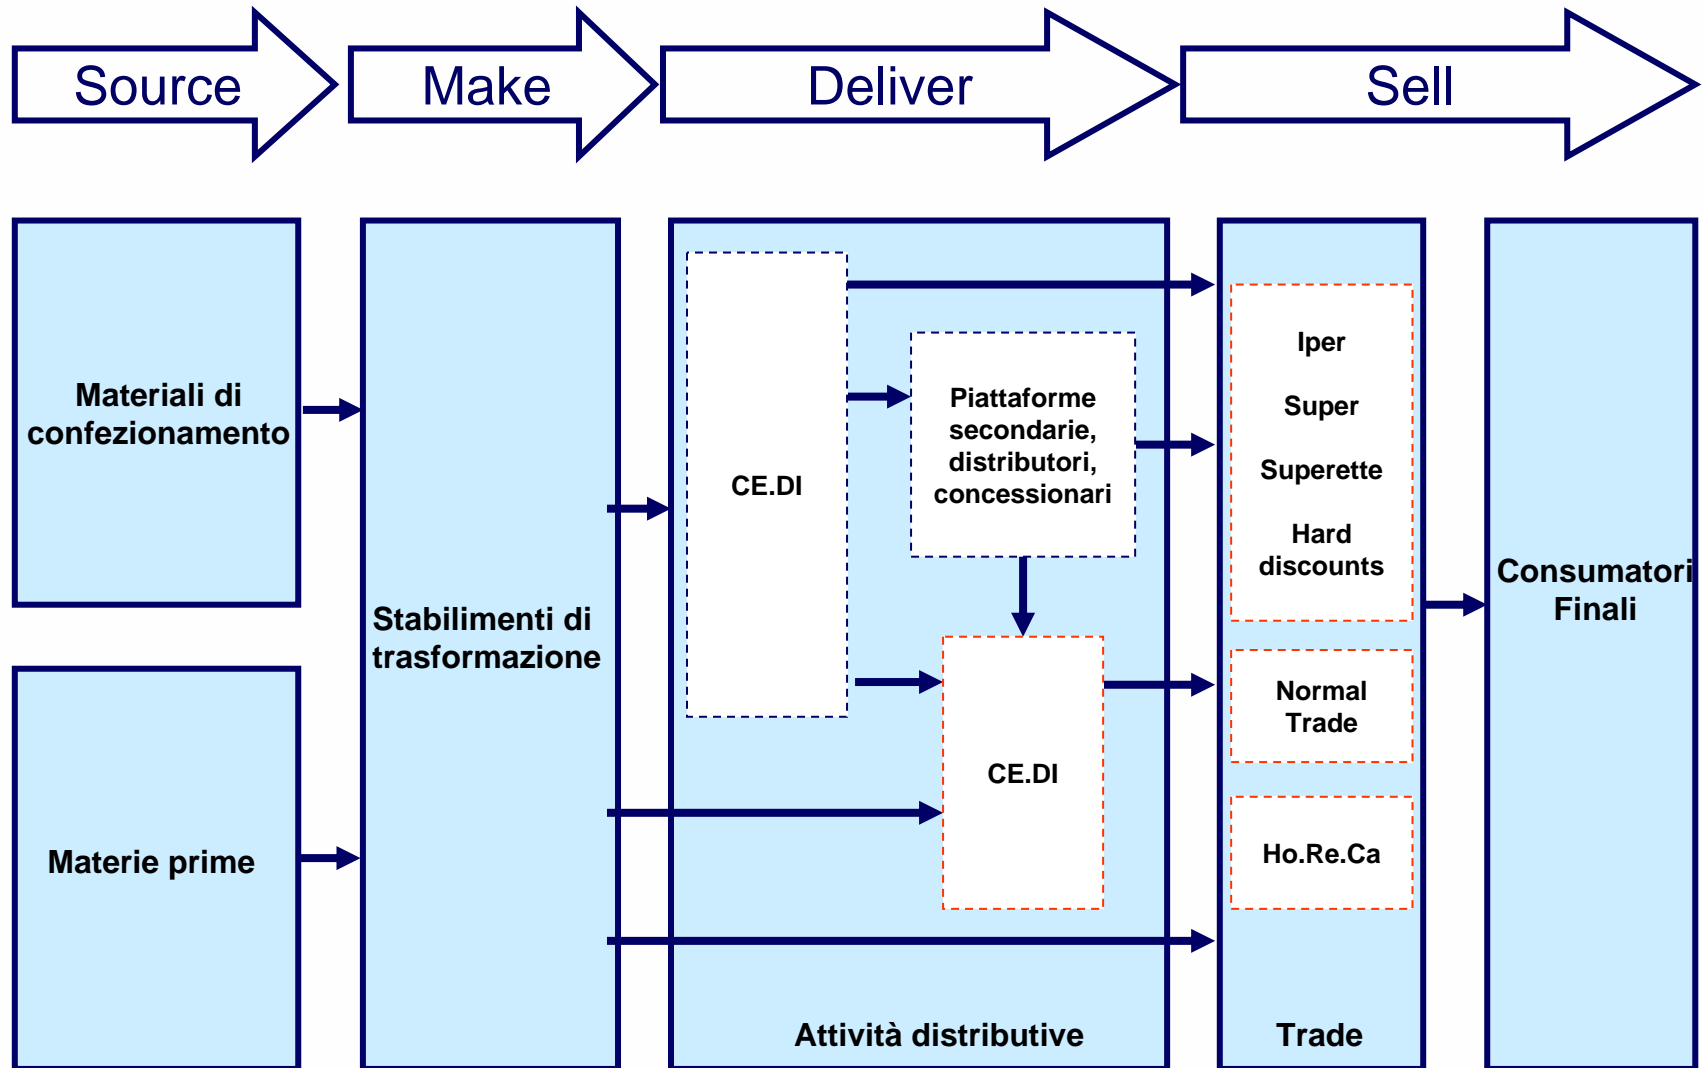 Source
Make
Deliver
Sell
Materiali di
confezionamento
Materie prime
Stabilimenti di
trasformazione
CE.DI
Piattaforme
secondarie,
distributori,
concessionari
CE.DI
Attività distributive
Iper
Super
Superette
Hard
discounts
Normal
Trade
Ho.Re.Ca
Trade
Consumatori
Finali